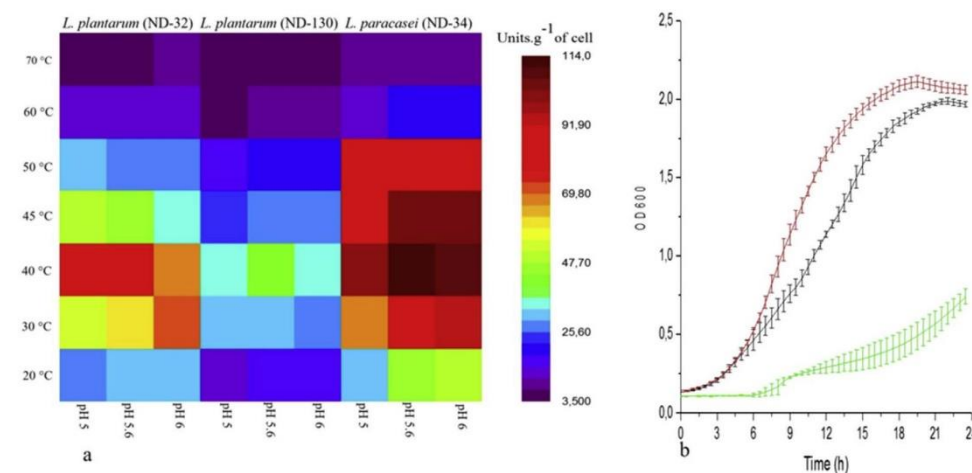 L. plantarum (ND-32) L. plantarum (ND-130) L. paracasei (ND-34)
Units.g-1 of cell
70 °C
60 °C
50 °C
45 °C
40 °C
30 °C
20 °C
pH 5
pH 5.6
pH 6
pH 5
pH 5.6
pH 6
pH 5
pH 5.6
pH 6
114,0
91,90
69,80
47,70
25,60
3,500
a
OD600
2,0
1,5
1,0
0,5
0,0
0 3 6 9 12 15 18 21 24
Time (h)
b